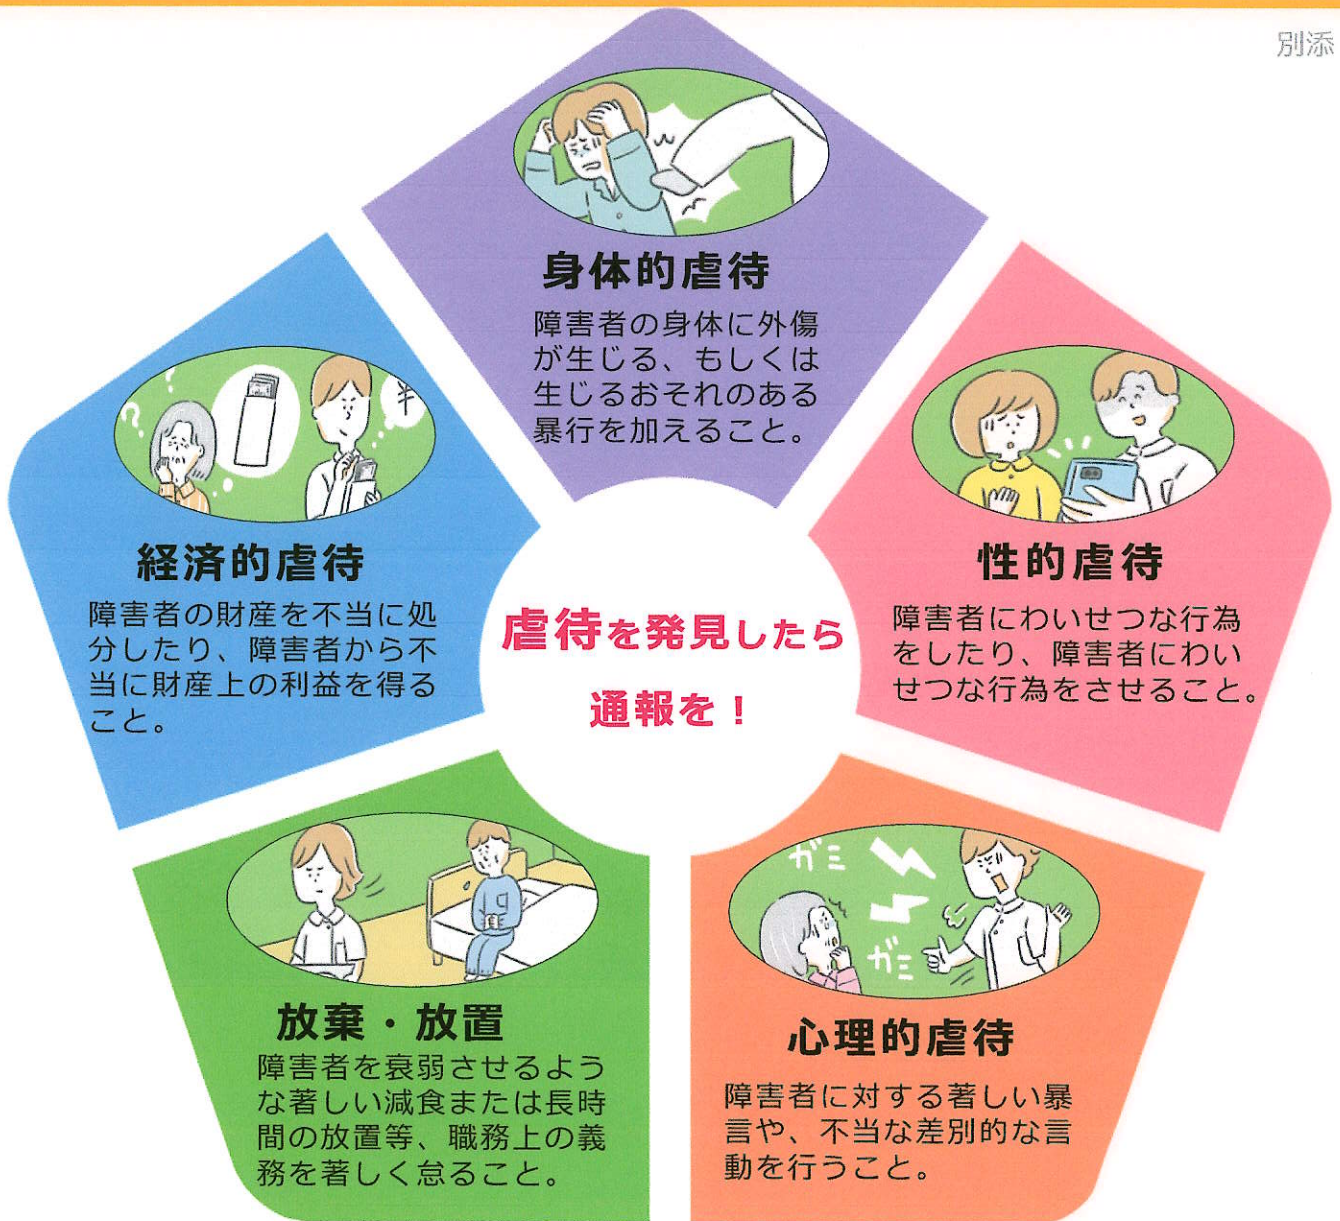 別添
身体的虐待
障害者の身体に外傷
が生じる、もしくは
生じるおそれのある
暴行を加えること。
経済的虐待
障害者の財産を不当に処
分したり、障害者から不
当に財産上の利益を得る
こと。
性的虐待
障害者にわいせつな行為
をしたり、障害者にわい
せつな行為をさせること。
虐待を発見したら
通報を！
放棄・放置
障害者を衰弱させるよう
な著しい減食または長時
間の放置等、職務上の義
務を著しく怠ること。
ガミ
ガミ
心理的虐待
障害者に対する著しい暴
言や、不当な差別的な言
動を行うこと。